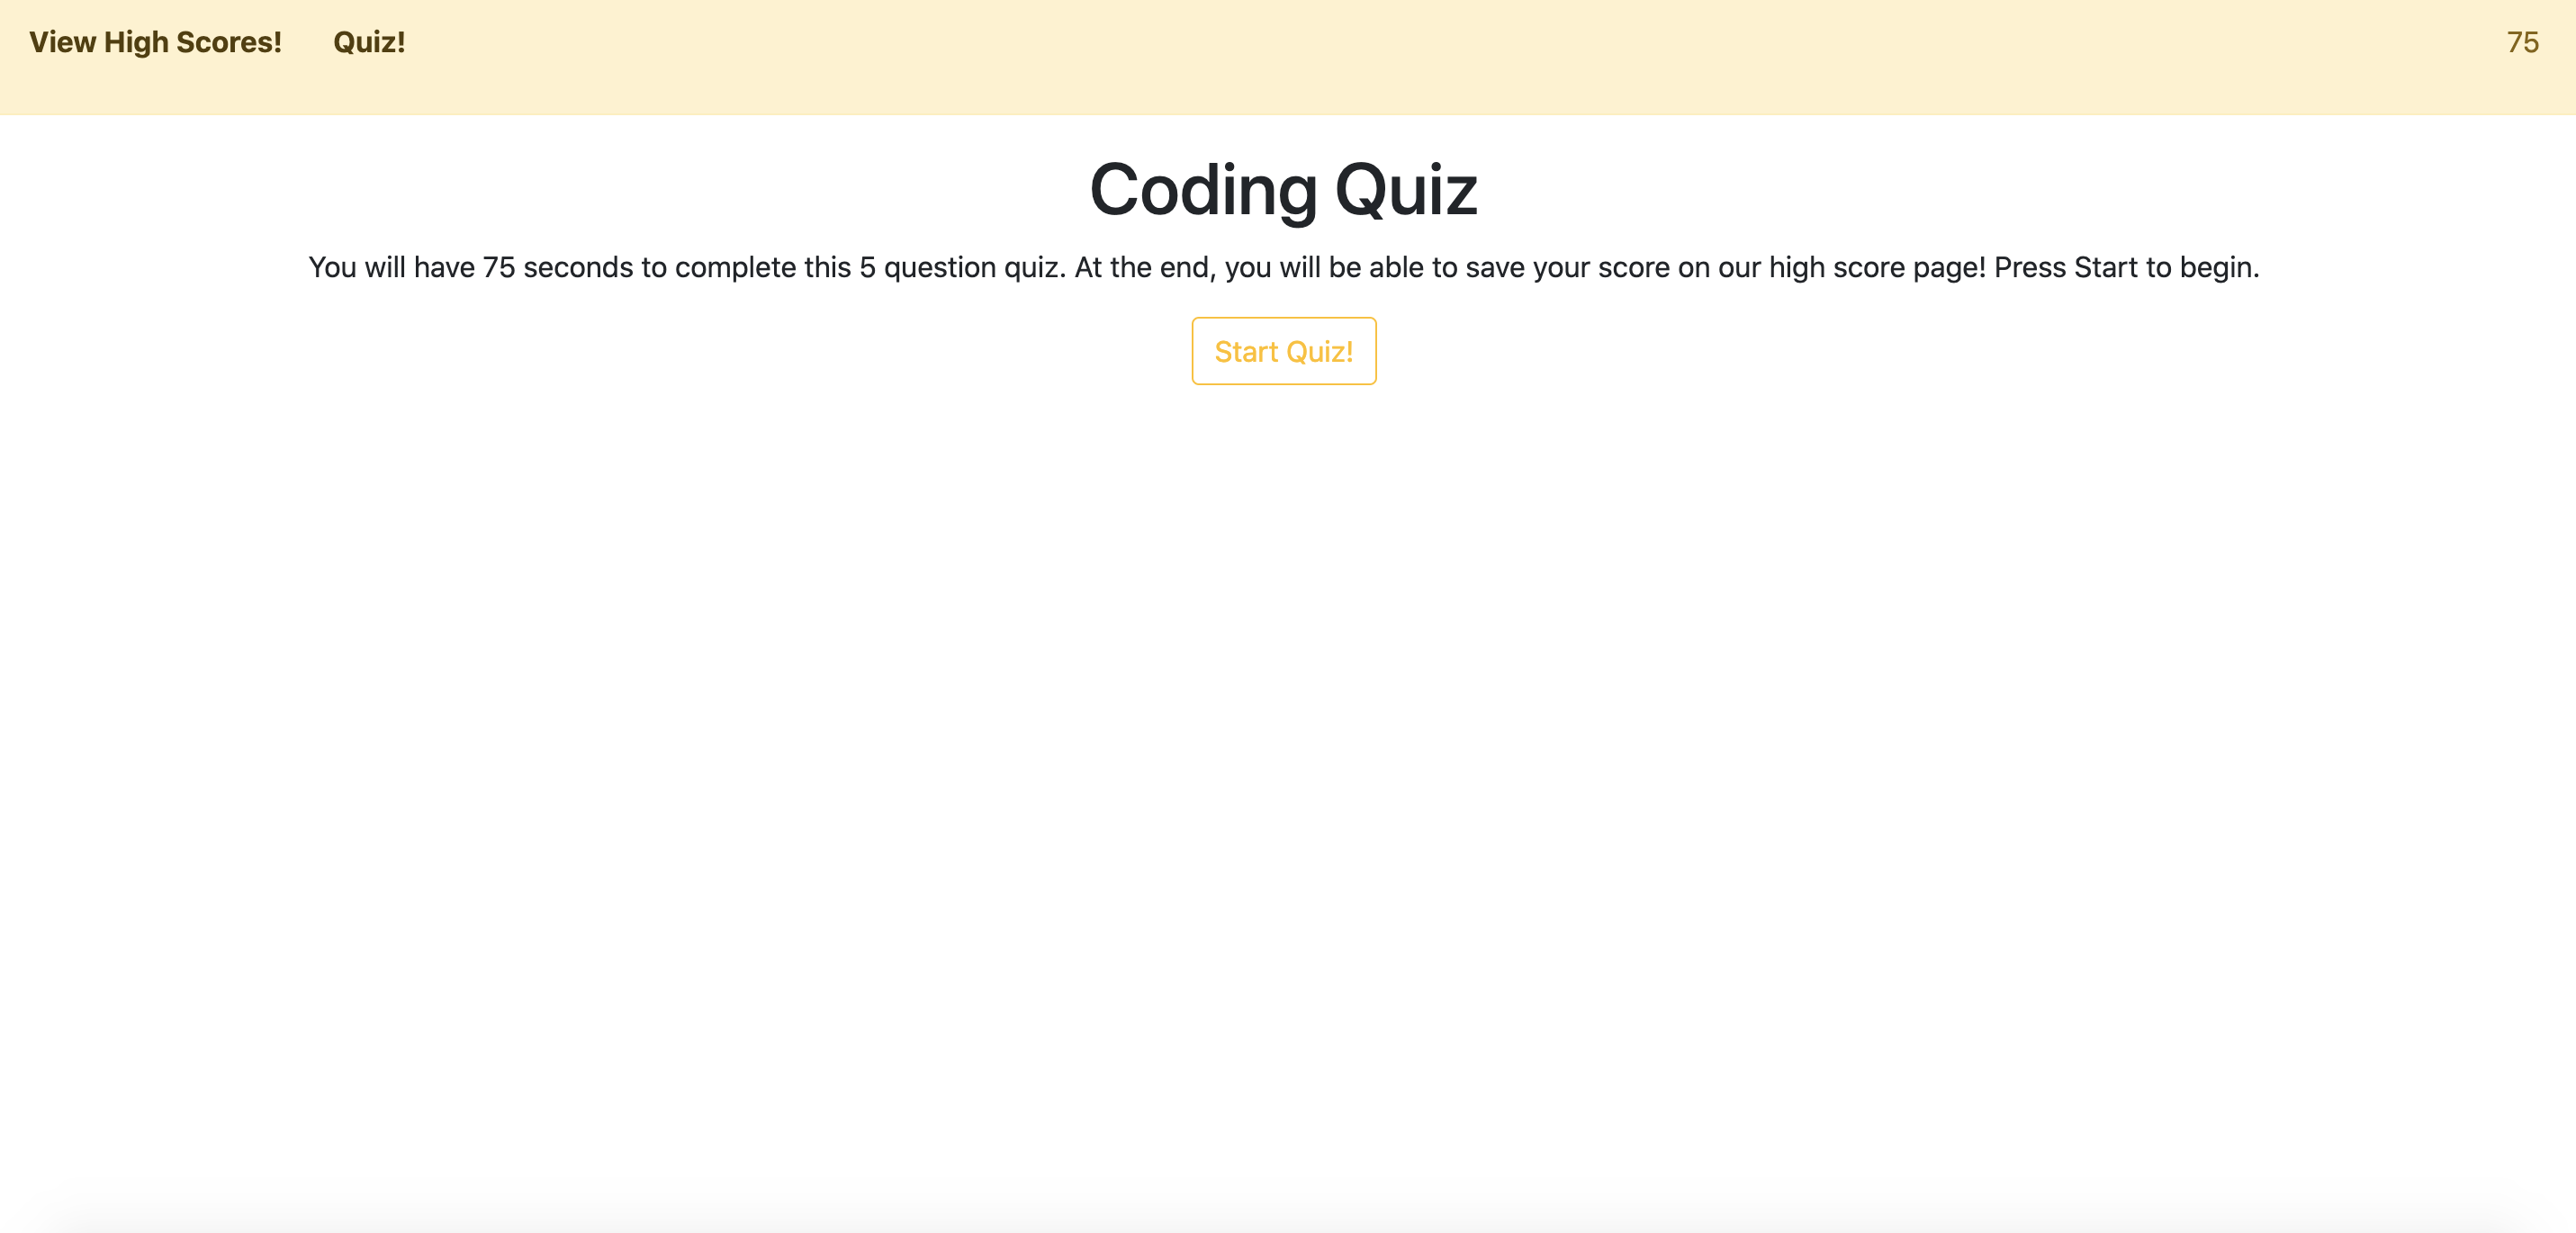 View High Scores! Quiz! 75
Coding Quiz
You will have 75 seconds to complete this 5 question quiz. At the end, you will be able to save your score on our high score page! Press Start to begin.
Start Quiz!